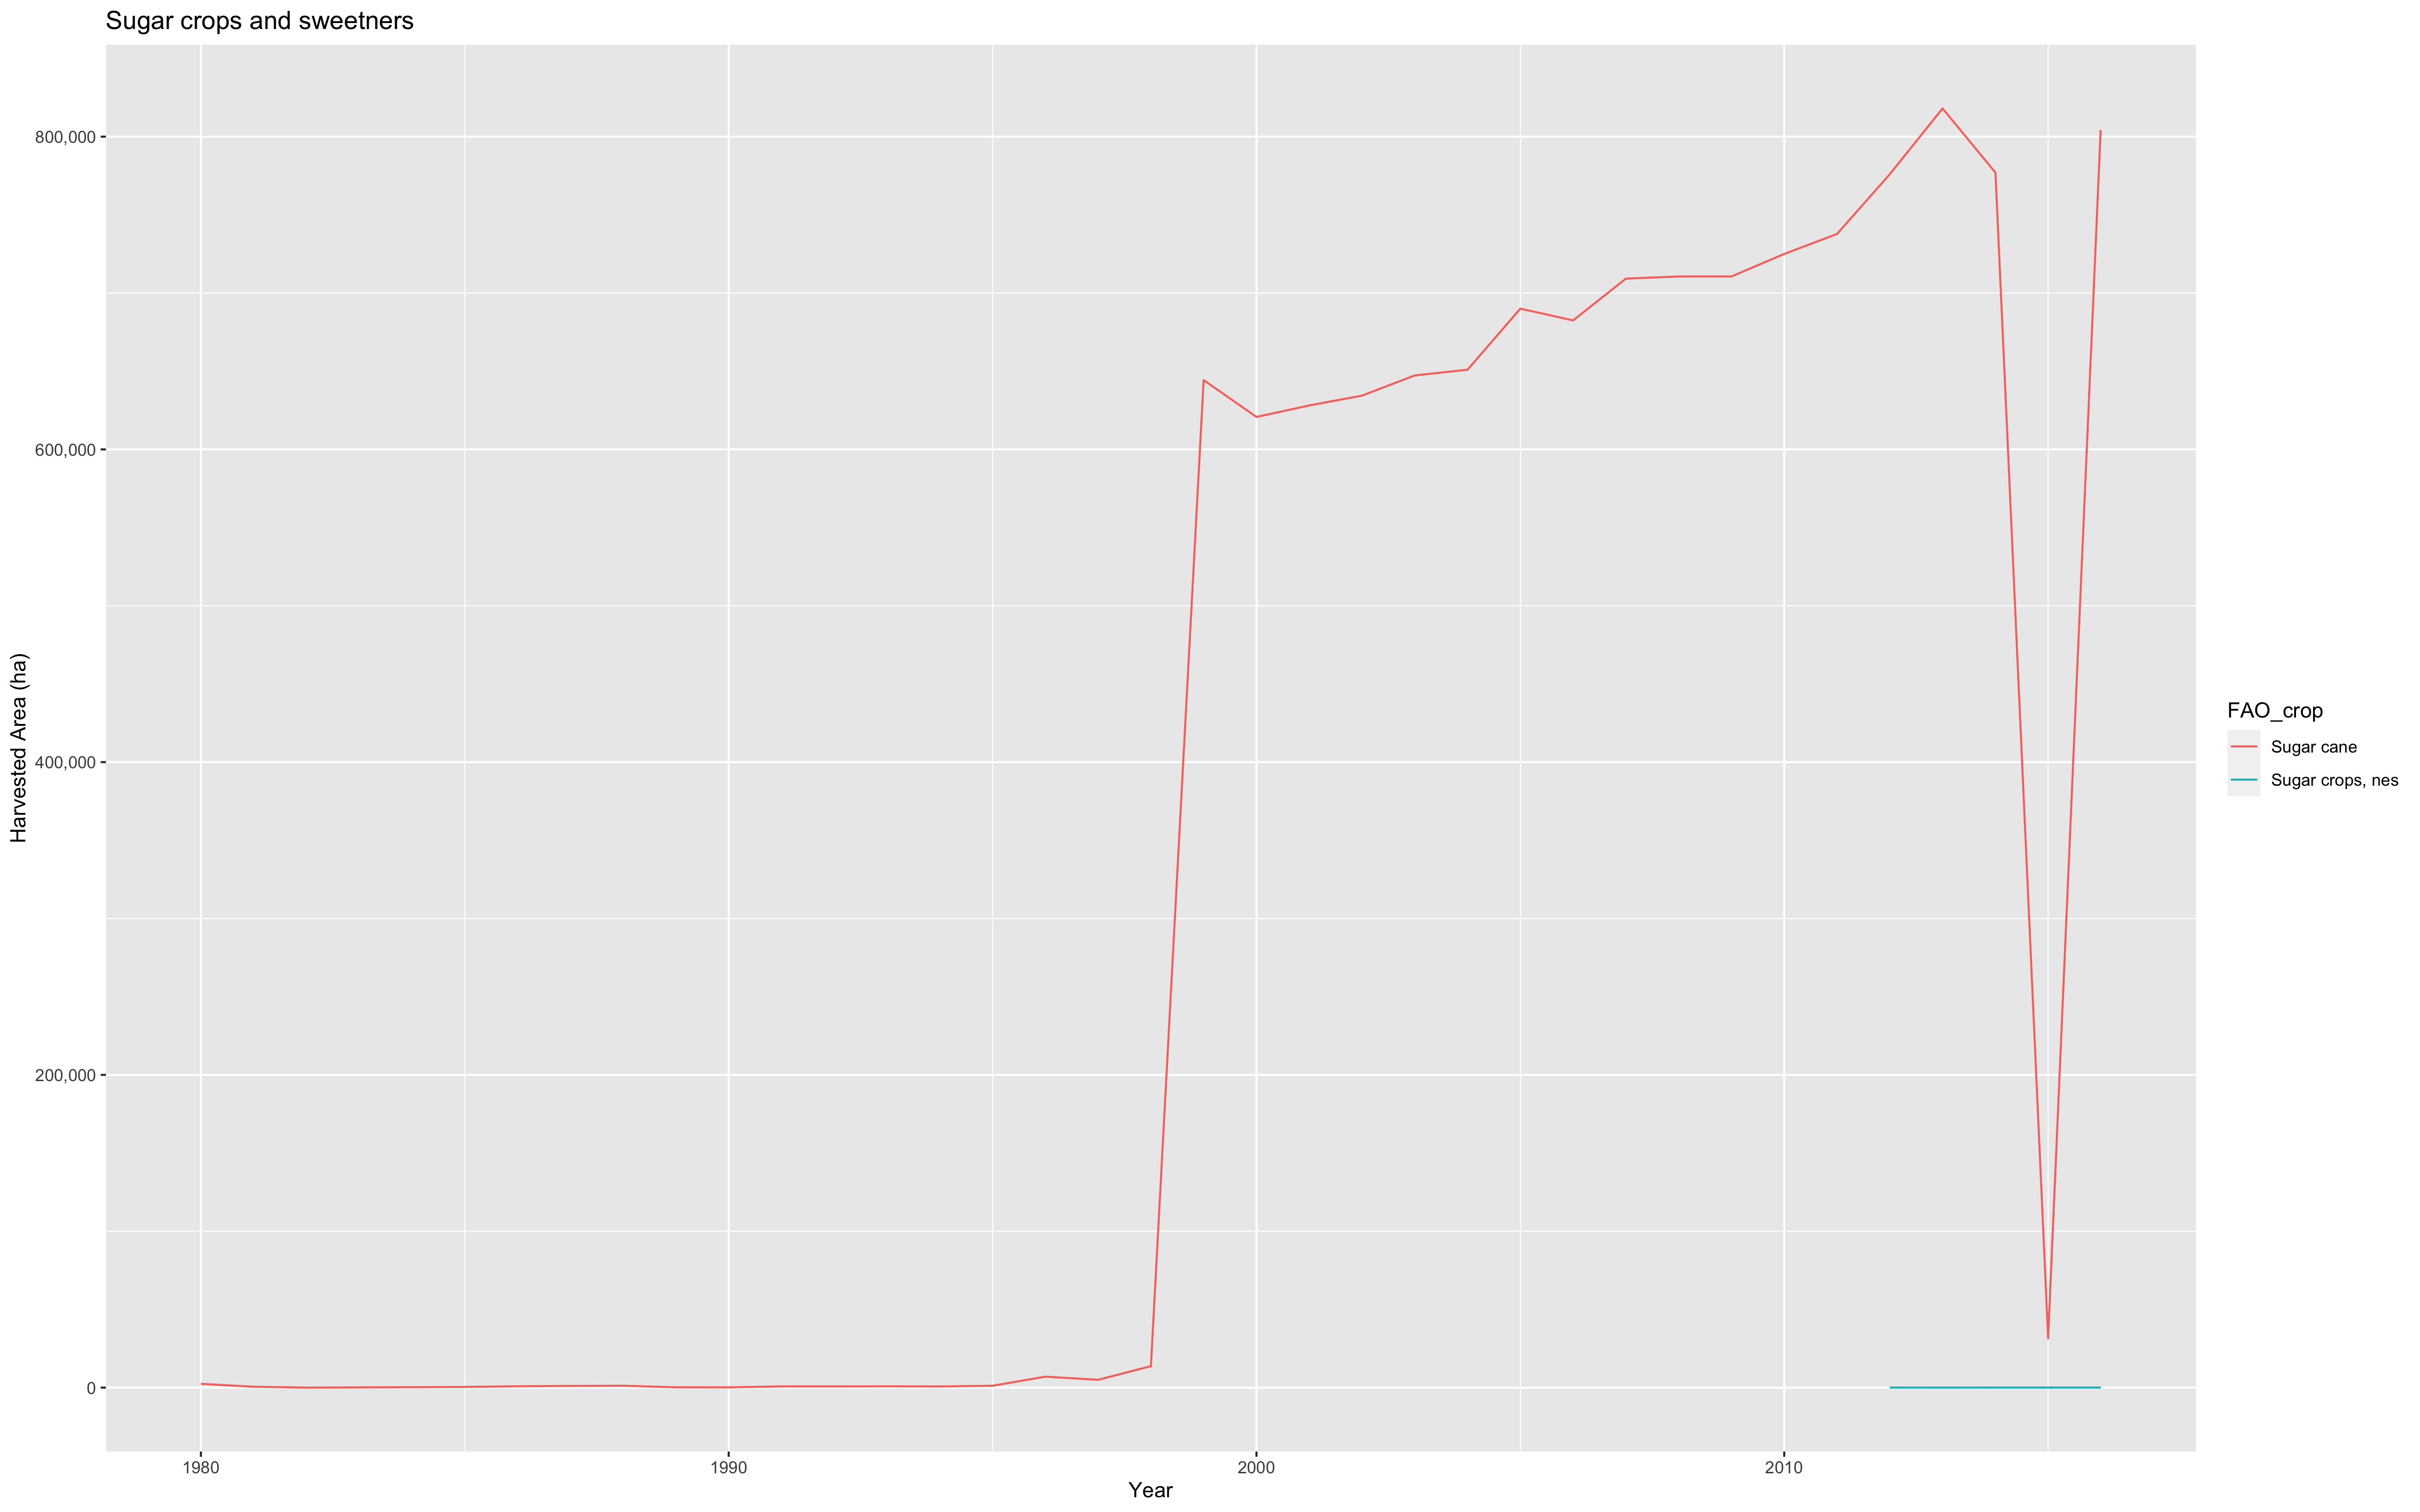 Sugar crops and sweetners
800,000
600,000
400,000
200,000
0
Harvested Area (ha)
1980
1990
2000
2010
Year
FAO_crop
Sugar cane
Sugar crops, nes